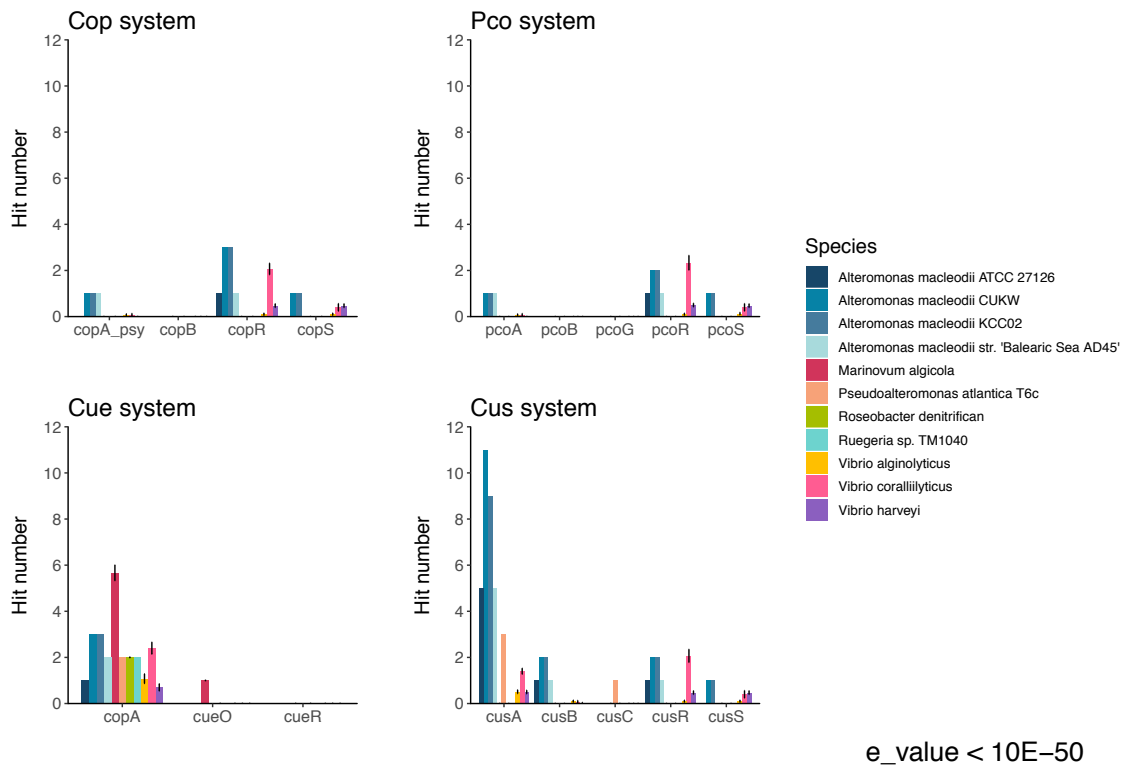 Cop system
12
10
8
6
4
2
0
Hit number
copA_psy copB copR copS
Pco system
12
10
8
6
4
2
0
Hit number
pcoA pcoB pcoG pcoR pcoS
Cue system
12
10
8
6
4
2
0
Hit number
copA cueO cueR
Cus system
12
10
8
6
4
2
0
Hit number
cusA cusB cusC cusR cusS
Species
Alteromonas macleodii ATCC 27126
Alteromonas macleodii CUKW
Alteromonas macleodii KCC02
Alteromonas macleodii str. 'Balearic Sea AD45'
Marinovum algicola
Pseudoalteromonas atlantica T6c
Roseobacter denitrifican
Ruegeria sp. TM1040
Vibrio alginolyticus
Vibrio coralliilyticus
Vibrio harveyi
e_value < 10E−50